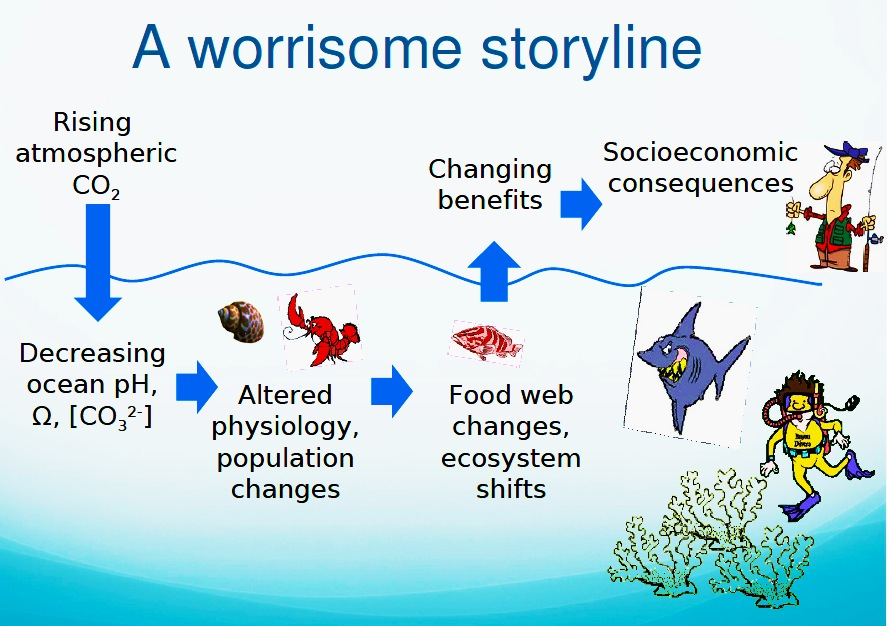 A worrisome storyline
Rising
atmospheric
CO₂
Decreasing
ocean pH,
Ω, [CO₃²⁻]
Altered
physiology,
population
changes
Food web
changes,
ecosystem
shifts
Changing
benefits
Socioeconomic
consequences